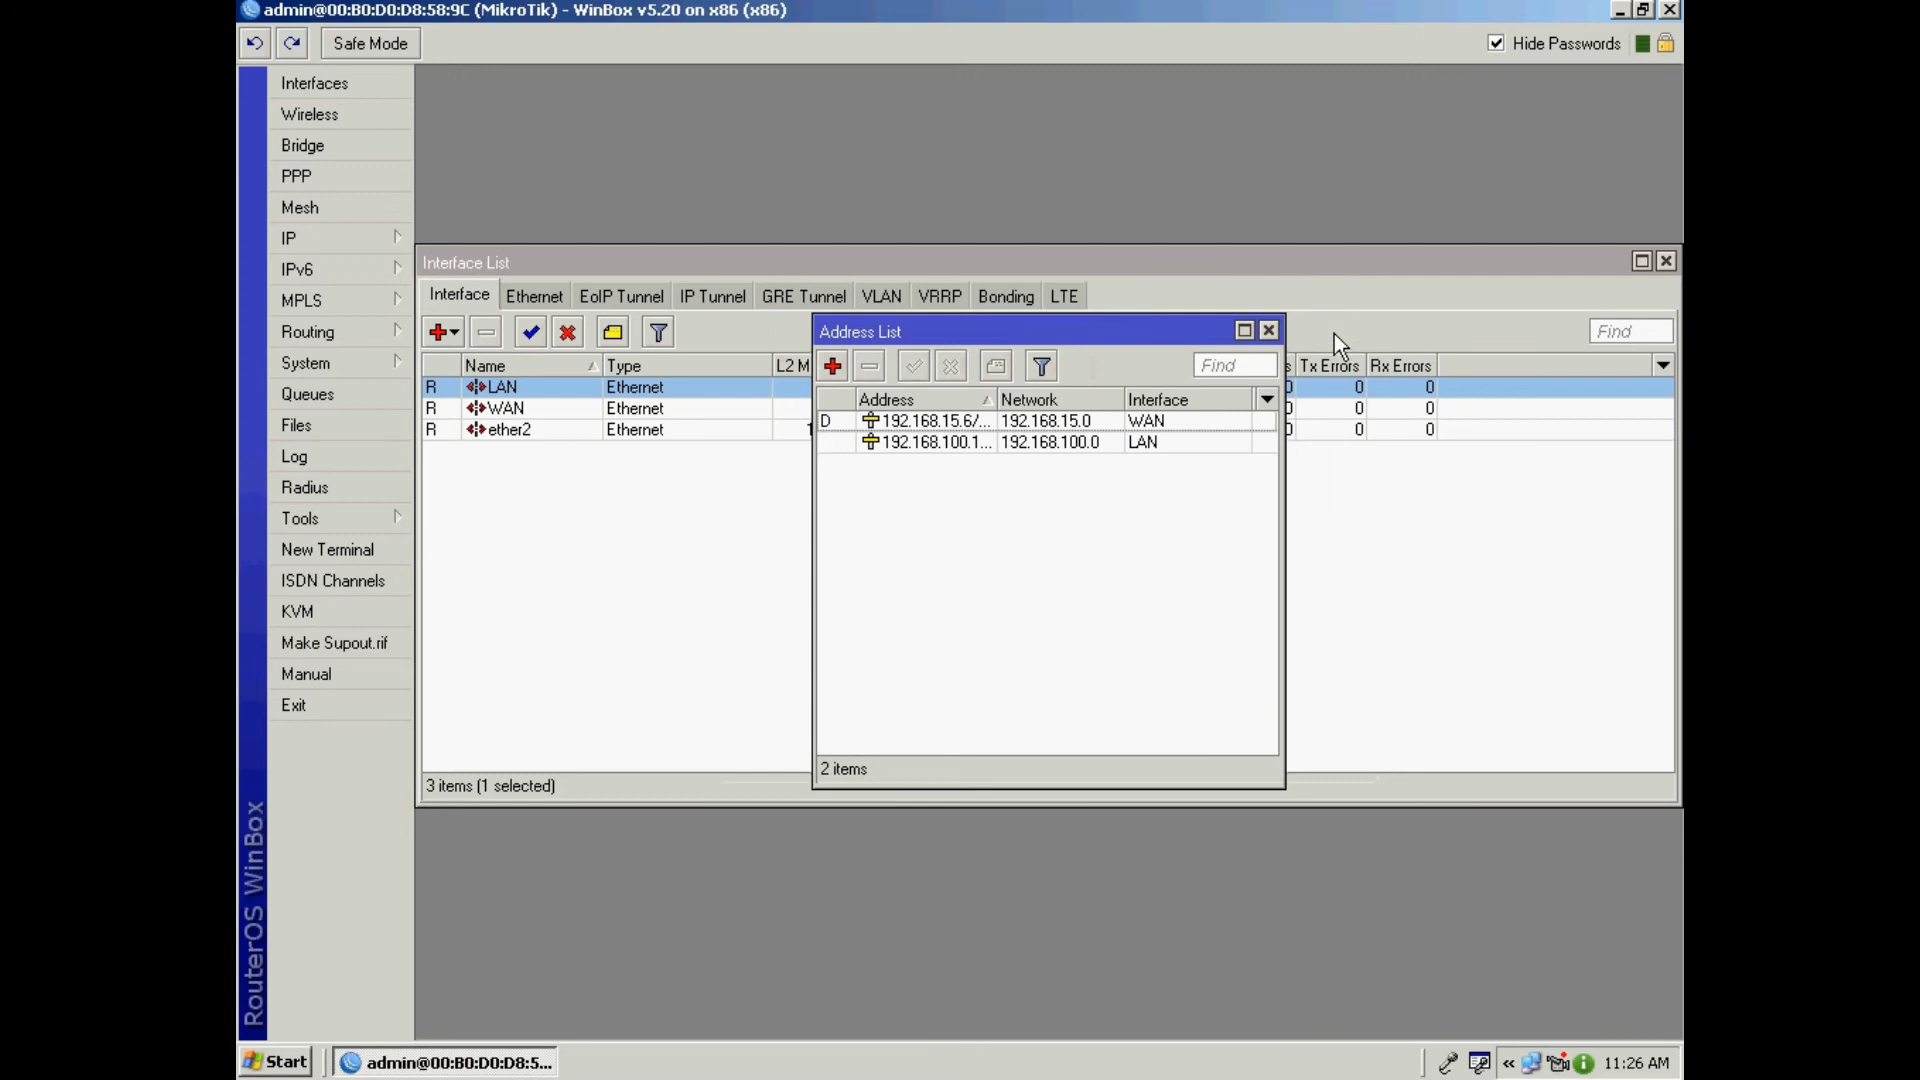 admin@00:B0:D0:D8:58:9C (MikroTik) - WinBox v5.20 on x86 (x86)
Safe Mode
Hide Passwords
Interfaces
Wireless
Bridge
PPP
Mesh
IP
IPv6
MPLS
Routing
System
Queues
Files
Log
Radius
Tools
New Terminal
ISDN Channels
KVM
Make Supout.rif
Manual
Exit
RouterOS WinBox
Interface List
Interface Ethernet EoIP Tunnel IP Tunnel GRE Tunnel VLAN VRRP Bonding LTE
Find
Name Type L2 M Tx Errors Rx Errors
R LAN Ethernet 0 0
R WAN Ethernet 0 0
R ether2 Ethernet 0 0
3 items (1 selected)
Address List
Find
Address Network Interface
D 192.168.15.6/... 192.168.15.0 WAN
192.168.100.1... 192.168.100.0 LAN
2 items
Start
admin@00:B0:D0:D8:5...
11:26 AM